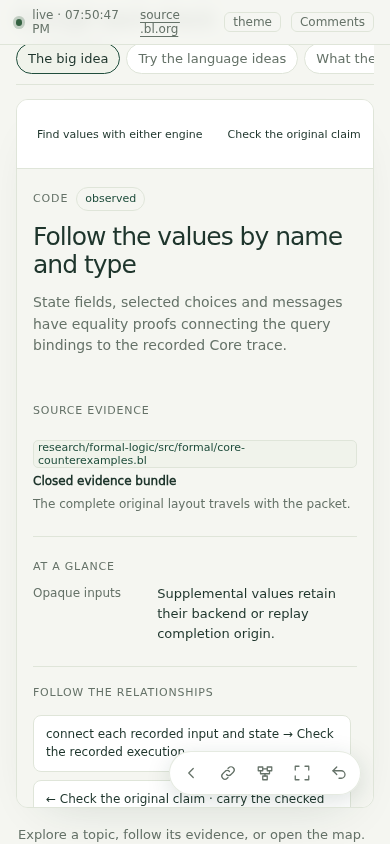 live · 07:50:47 PM
source.bl.org
theme
Comments
The big idea
Try the language ideas
What the
Find values with either engine
Check the original claim
CODE observed
Follow the values by name
and type
State fields, selected choices and messages
have equality proofs connecting the query
bindings to the recorded Core trace.
SOURCE EVIDENCE
research/formal-logic/src/formal/core-
counterexamples.bl
Closed evidence bundle
The complete original layout travels with the packet.
AT A GLANCE
Opaque inputs
Supplemental values retain
their backend or replay
completion origin.
FOLLOW THE RELATIONSHIPS
connect each recorded input and state → Check
the recorded execution
← Check the original claim · carry the checked
Explore a topic, follow its evidence, or open the map.